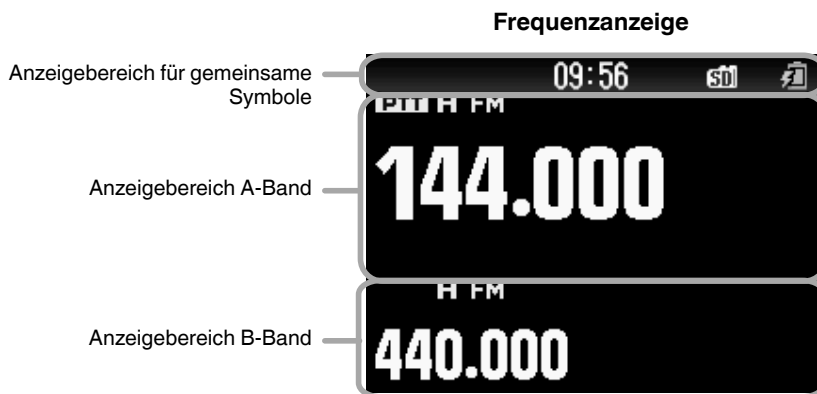 Frequenzanzeige
Anzeigebereich für gemeinsame
Symbole
09:56 SD
PTT H FM
Anzeigebereich A-Band
144.000
H FM
Anzeigebereich B-Band
440.000